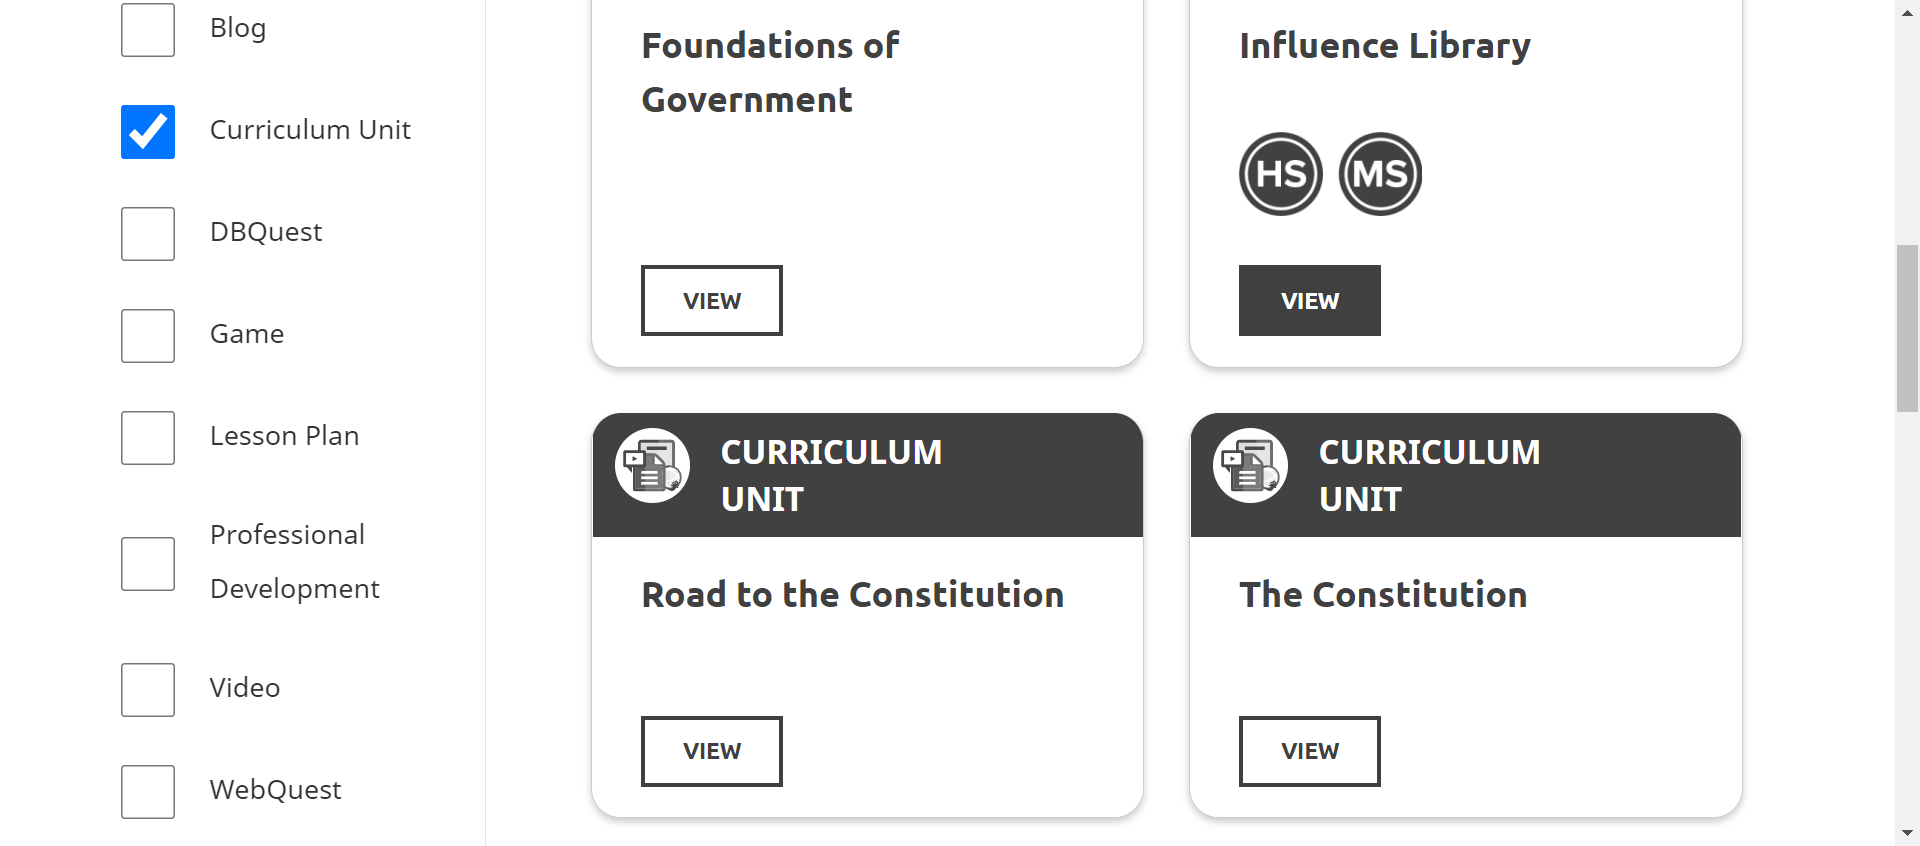 Blog
Curriculum Unit
DBQuest
Game
Lesson Plan
Professional
Development
Video
WebQuest
Foundations of
Government
VIEW
Influence Library
HS MS
VIEW
CURRICULUM
UNIT
Road to the Constitution
VIEW
CURRICULUM
UNIT
The Constitution
VIEW